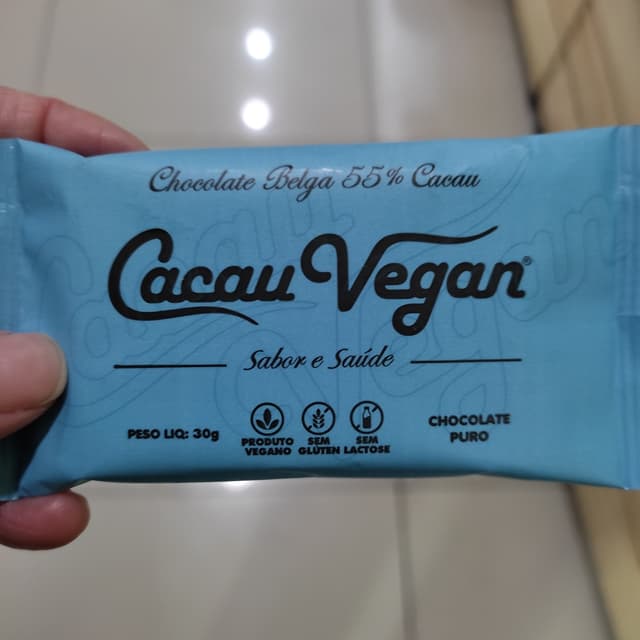 Chocolate Belga 55% Cacau
Cacau Vegan®
Sabor e Saúde
PESO LIQ: 30g
PRODUTO
VEGANO
SEM
GLÚTEN
SEM
LACTOSE
CHOCOLATE
PURO